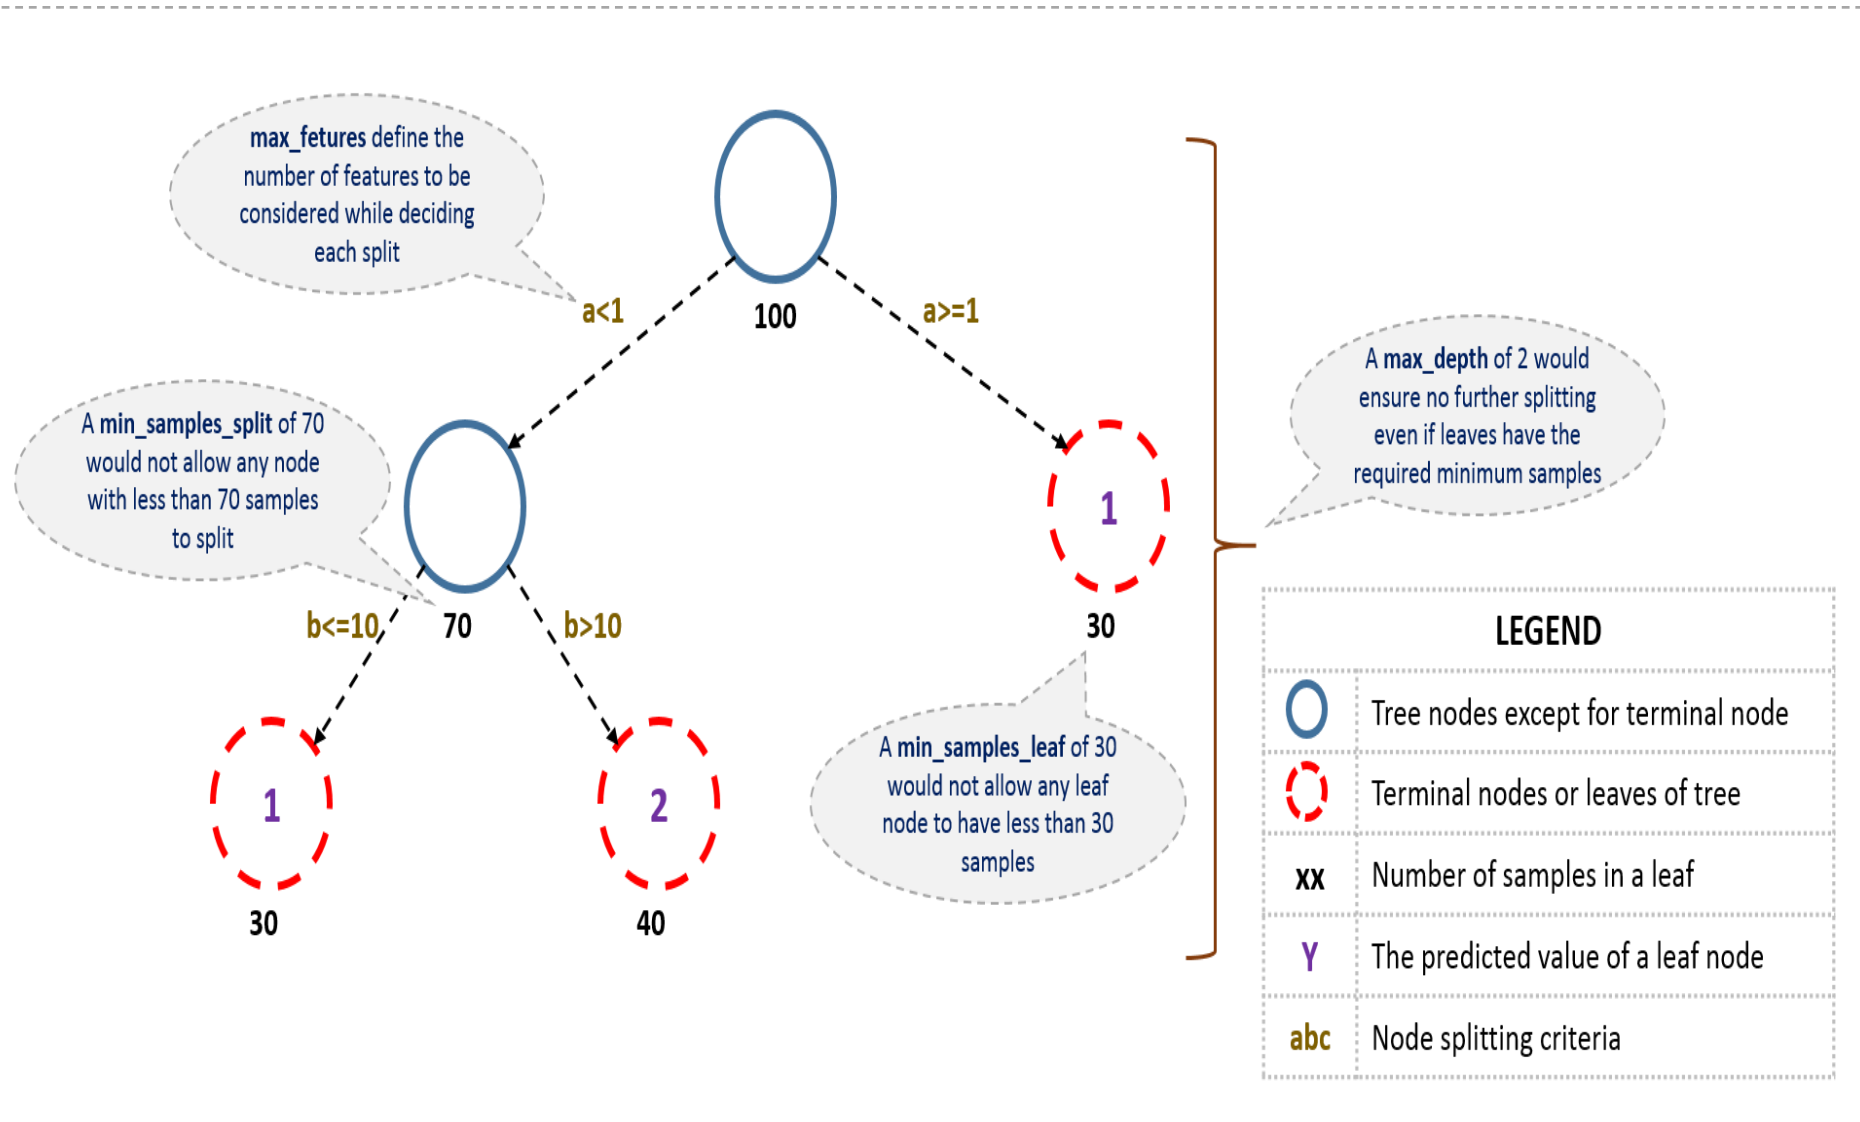 max_fetures define the
number of features to be
considered while deciding
each split
100
a<1
a>=1
A max_depth of 2 would
ensure no further splitting
even if leaves have the
required minimum samples
A min_samples_split of 70
would not allow any node
with less than 70 samples
to split
1
b<=10
70
b>10
30
1
2
30
40
A min_samples_leaf of 30
would not allow any leaf
node to have less than 30
samples
LEGEND
Tree nodes except for terminal node
Terminal nodes or leaves of tree
xx Number of samples in a leaf
Y The predicted value of a leaf node
abc Node splitting criteria